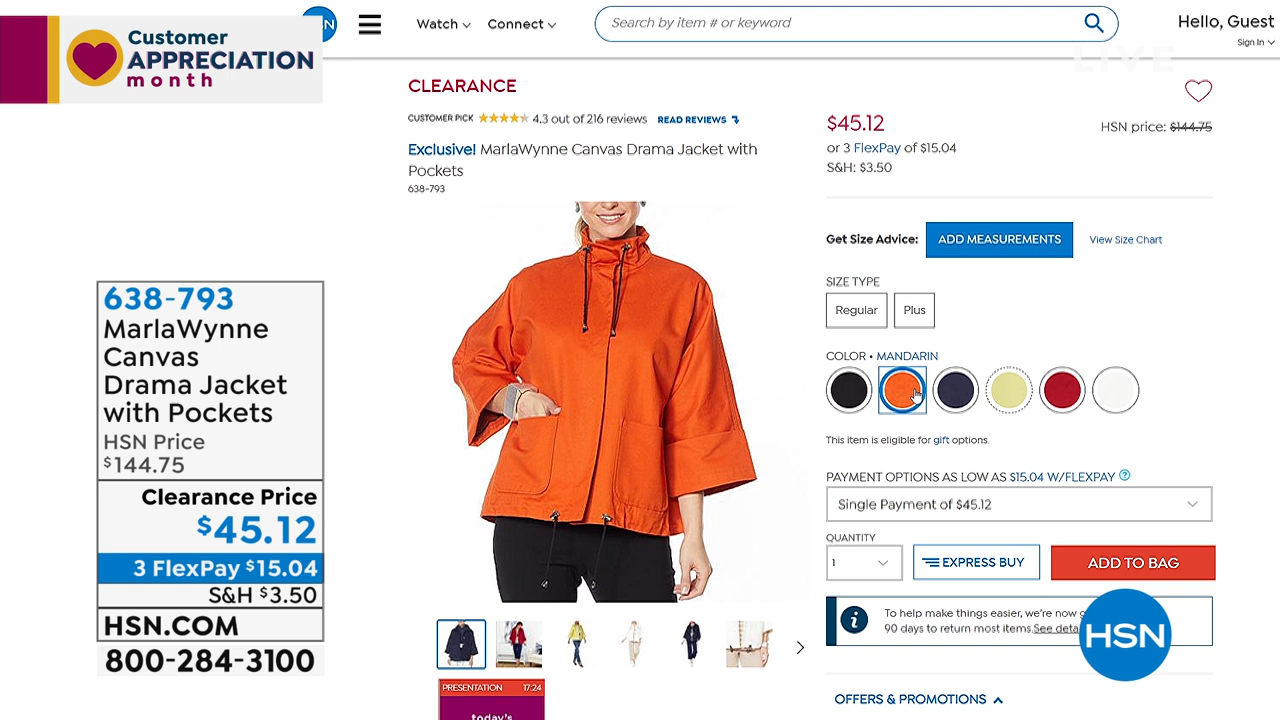 Customer
APPRECIATION
month
Watch
Connect
Search by item # or keyword
Hello, Guest
Sign In
LIVE
CLEARANCE
CUSTOMER PICK 4.3 out of 216 reviews READ REVIEWS
Exclusive! MarlaWynne Canvas Drama Jacket with
Pockets
638-793
$45.12
HSN price: $144.75
or 3 FlexPay of $15.04
S&H: $3.50
Get Size Advice: ADD MEASUREMENTS View Size Chart
SIZE TYPE
Regular Plus
COLOR • MANDARIN
This item is eligible for gift options.
PAYMENT OPTIONS AS LOW AS $15.04 W/FLEXPAY ?
Single Payment of $45.12
QUANTITY
1
EXPRESS BUY
ADD TO BAG
i
To help make things easier, we're now g
90 days to return most items.See deta
HSN
OFFERS & PROMOTIONS
638-793
MarlaWynne
Canvas
Drama Jacket
with Pockets
HSN Price
$144.75
Clearance Price
$45.12
3 FlexPay $15.04
S&H $3.50
HSN.COM
800-284-3100
PRESENTATION 17:24
today's